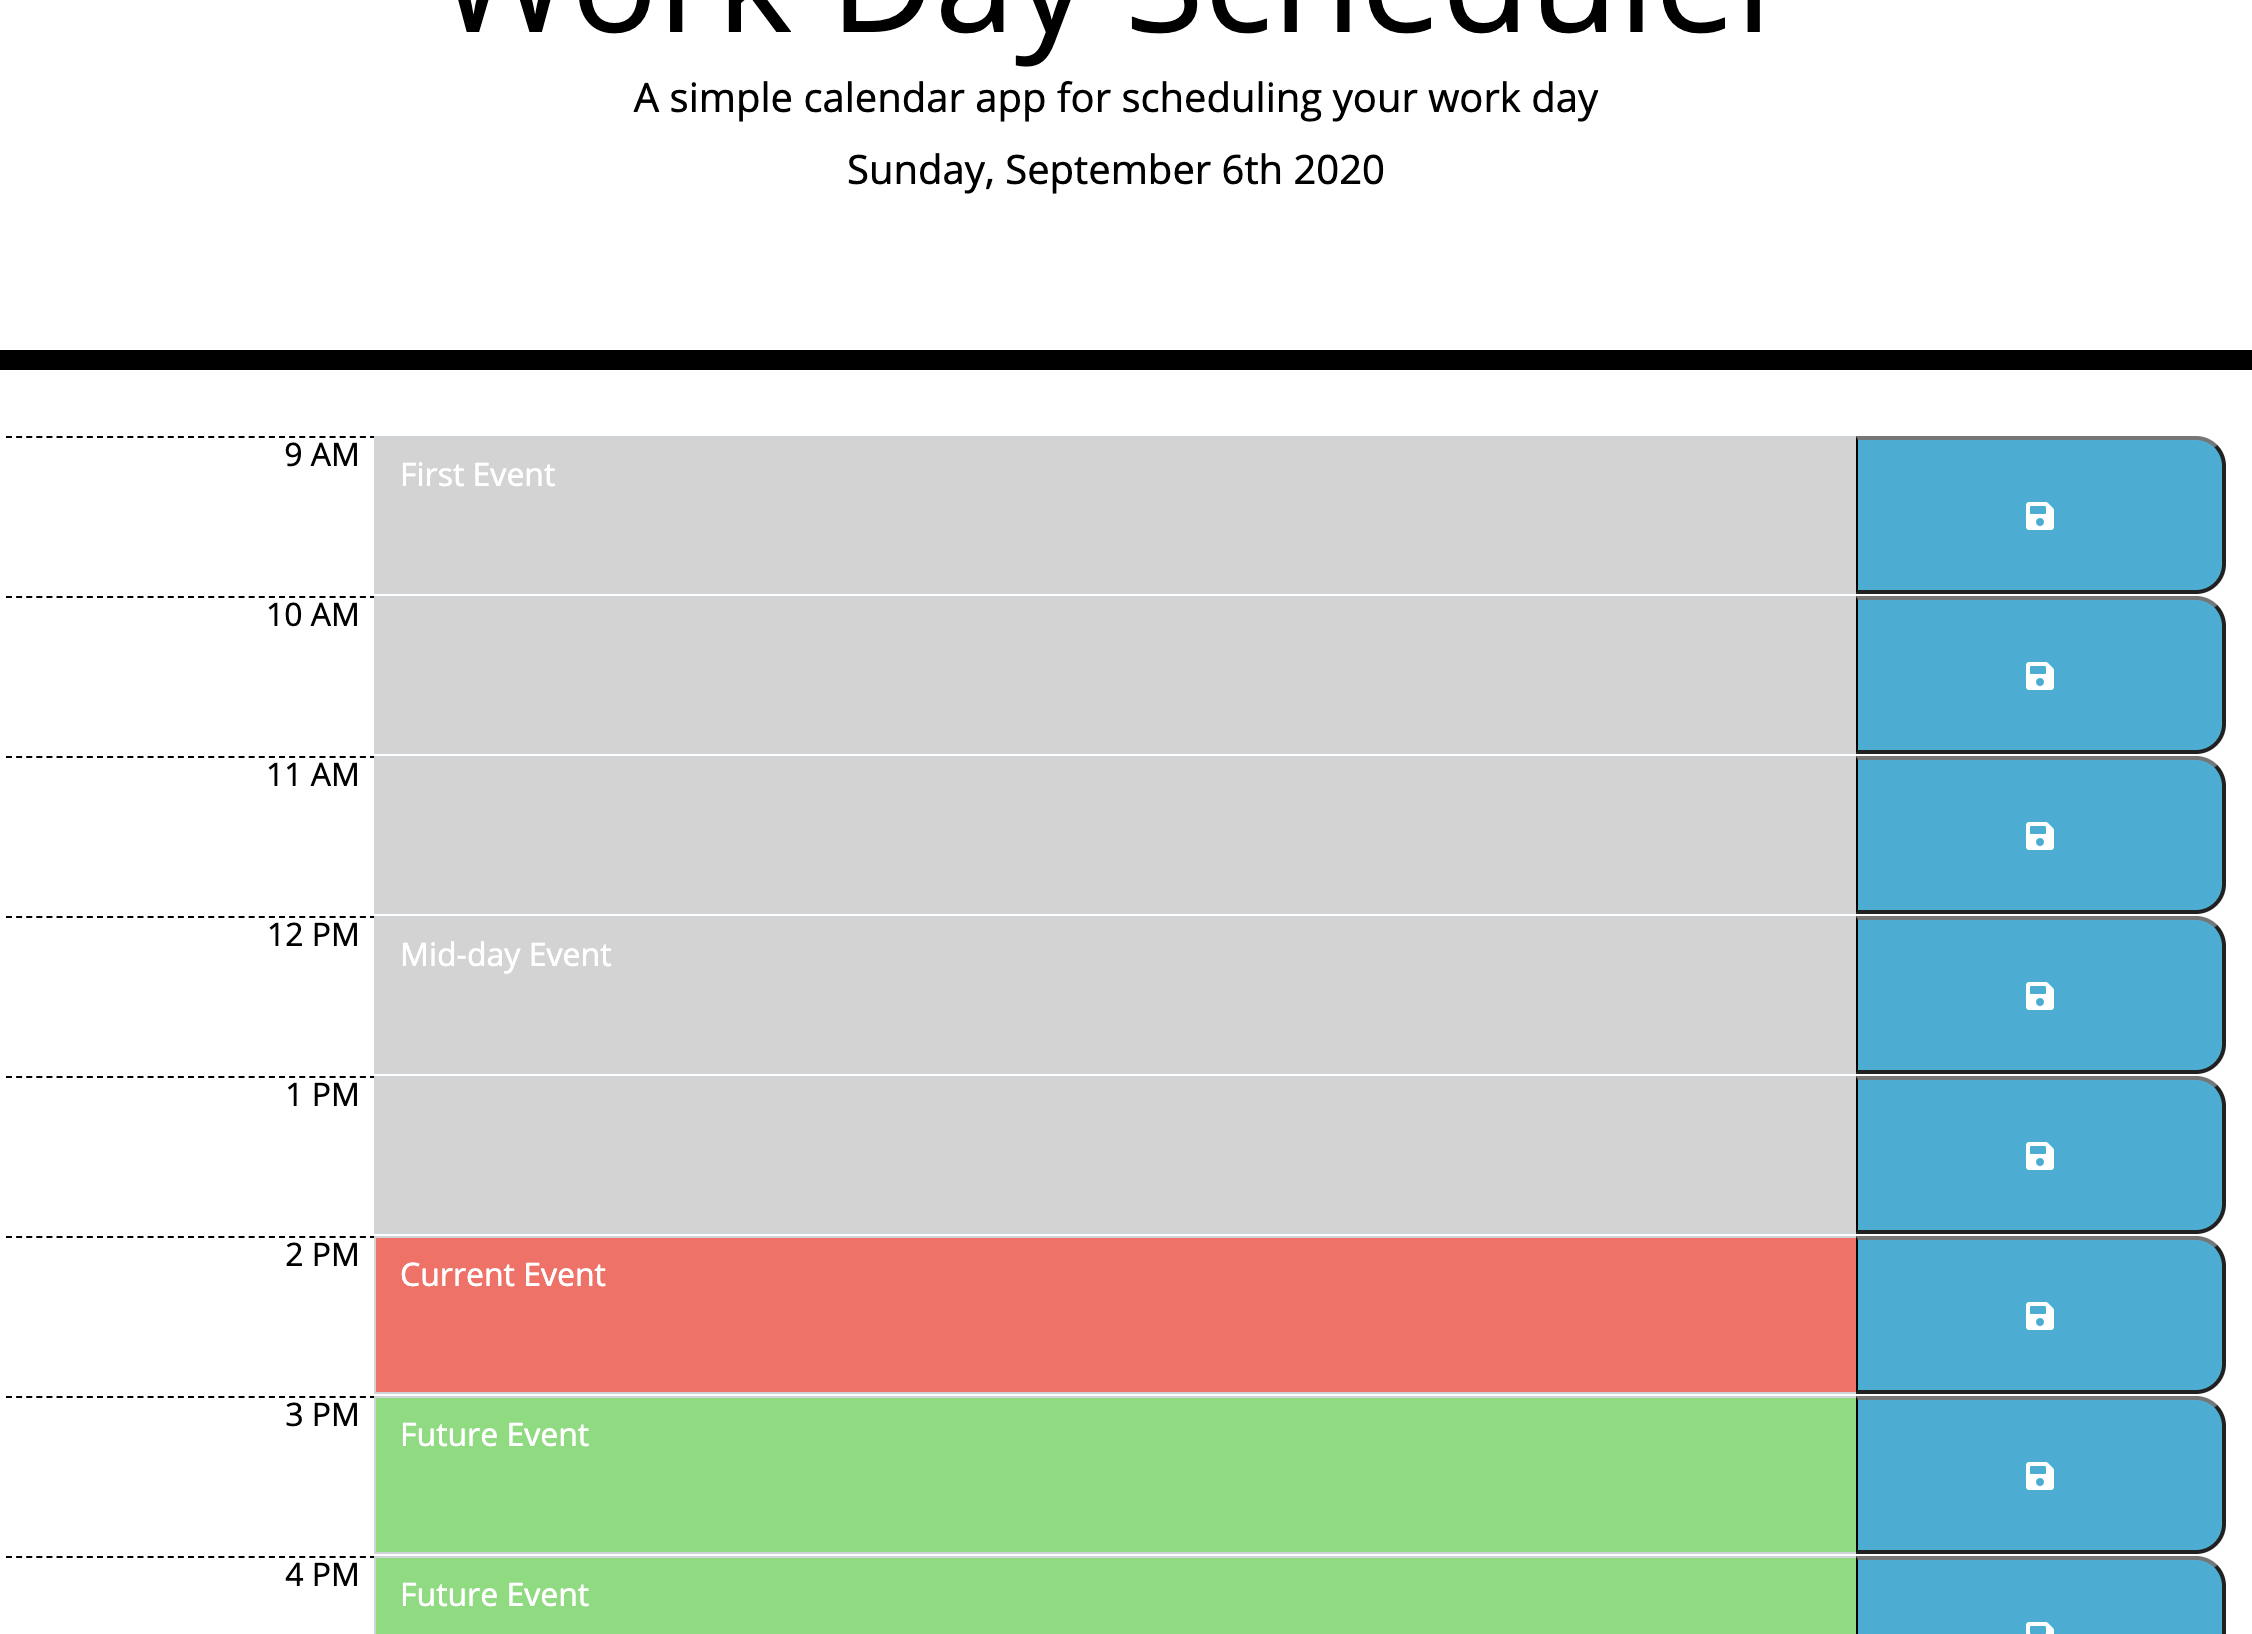 Work Day Scheduler
A simple calendar app for scheduling your work day
Sunday, September 6th 2020
9 AM
First Event
10 AM
11 AM
12 PM
Mid-day Event
1 PM
2 PM
Current Event
3 PM
Future Event
4 PM
Future Event